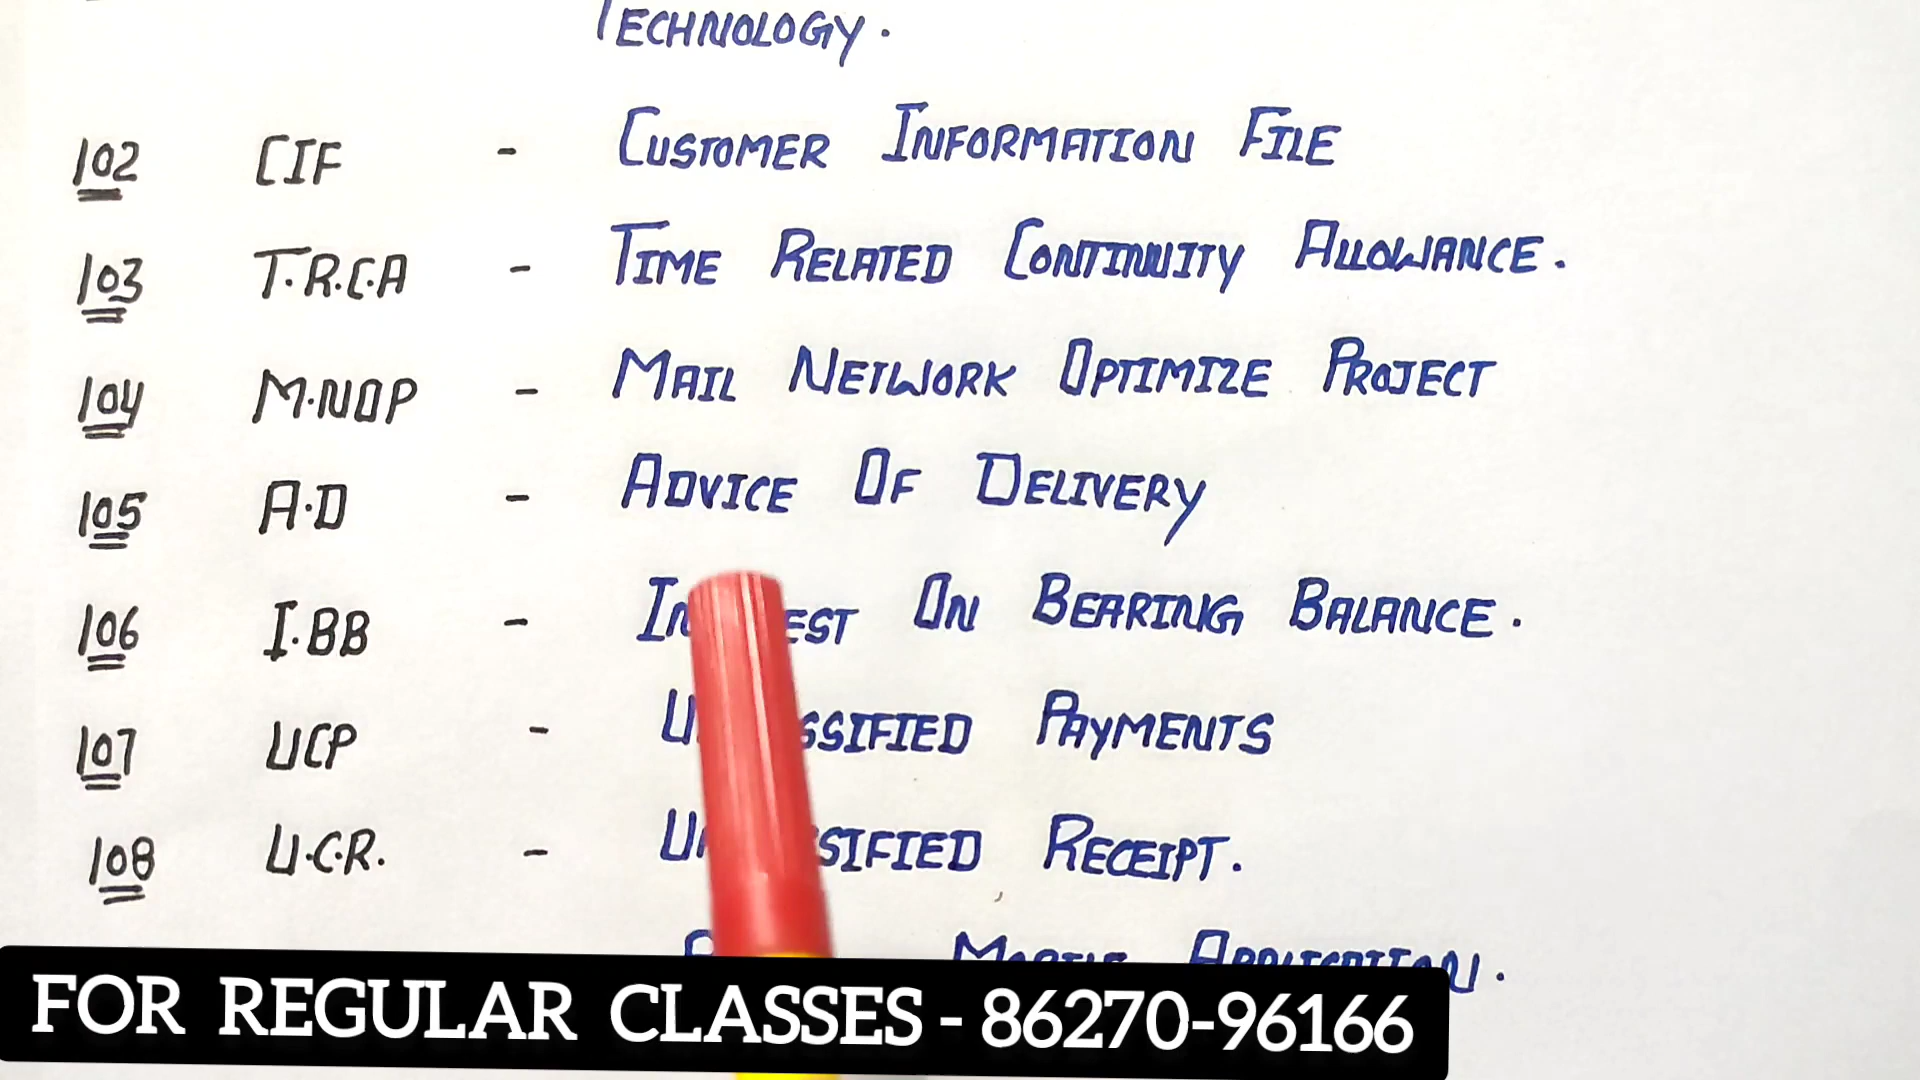 TECHNOLOGY.
102 CIF - CUSTOMER INFORMATION FILE
103 T.R.C.A - TIME RELATED CONTINUITY ALLOWANCE.
104 M.NOP - MAIL NETWORK OPTIMIZE PROJECT
105 A.D - ADVICE OF DELIVERY
106 I.BB - ON BEARING BALANCE.
107 UCP - PAYMENTS
108 U.C.R. - RECEIPT.
FOR REGULAR CLASSES - 86270-96166